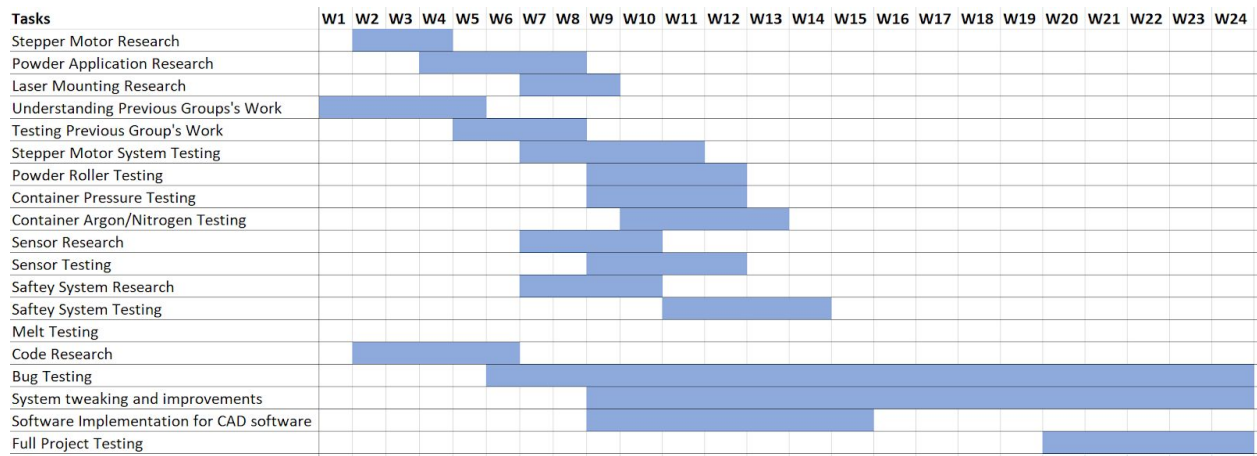 Tasks W1 W2 W3 W4 W5 W6 W7 W8 W9 W10 W11 W12 W13 W14 W15 W16 W17 W18 W19 W20 W21 W22 W23 W24
Stepper Motor Research
Powder Application Research
Laser Mounting Research
Understanding Previous Groups's Work
Testing Previous Group's Work
Stepper Motor System Testing
Powder Roller Testing
Container Pressure Testing
Container Argon/Nitrogen Testing
Sensor Research
Sensor Testing
Saftey System Research
Saftey System Testing
Melt Testing
Code Research
Bug Testing
System tweaking and improvements
Software Implementation for CAD software
Full Project Testing